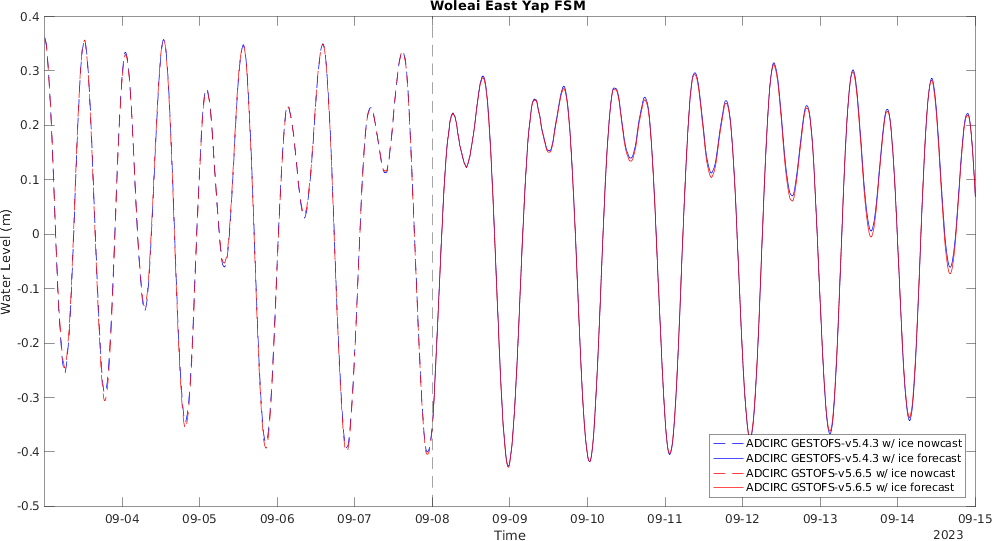 Woleai East Yap FSM
0.4
0.3
0.2
0.1
0
-0.1
-0.2
-0.3
-0.4
-0.5
Water Level (m)
ADCIRC GESTOFS-v5.4.3 w/ ice nowcast
ADCIRC GESTOFS-v5.4.3 w/ ice forecast
ADCIRC GSTOFS-v5.6.5 w/ ice nowcast
ADCIRC GSTOFS-v5.6.5 w/ ice forecast
09-04 09-05 09-06 09-07 09-08 09-09 09-10 09-11 09-12 09-13 09-14 09-15
Time
2023